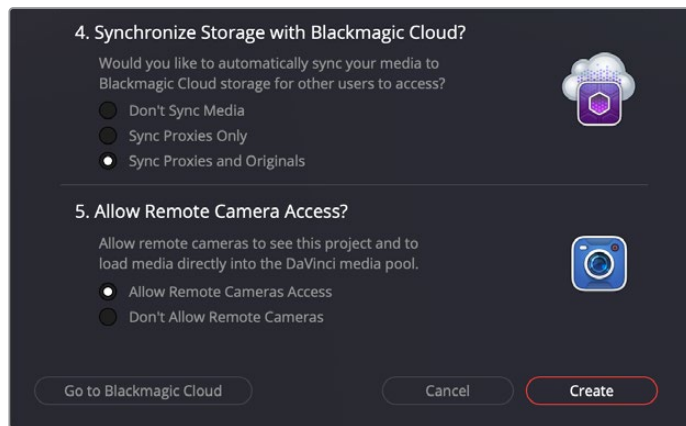 4. Synchronize Storage with Blackmagic Cloud?
Would you like to automatically sync your media to
Blackmagic Cloud storage for other users to access?
Don't Sync Media
Sync Proxies Only
Sync Proxies and Originals
5. Allow Remote Camera Access?
Allow remote cameras to see this project and to
load media directly into the DaVinci media pool.
Allow Remote Cameras Access
Don't Allow Remote Cameras
Go to Blackmagic Cloud
Cancel
Create